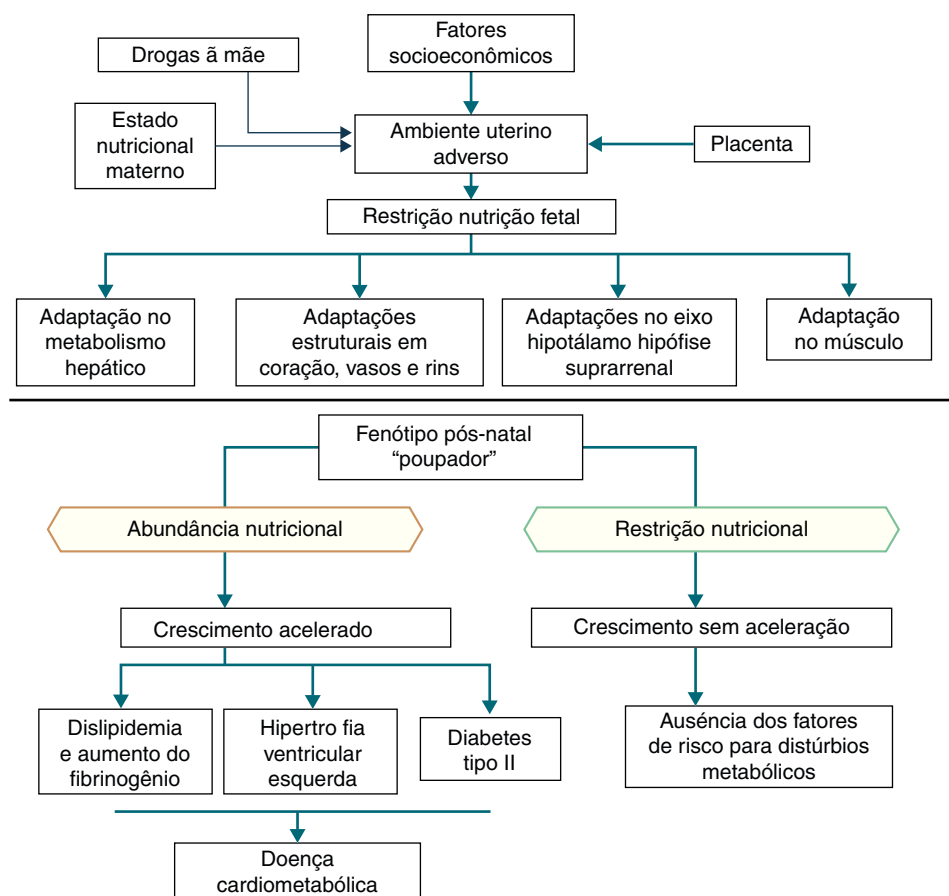 Drogas ã mãe
Fatores
socioeconômicos
Estado
nutricional
materno
Ambiente uterino
adverso
Placenta
Restrição nutrição fetal
Adaptação no
metabolismo
hepático
Adaptações
estruturais em
coração, vasos e rins
Adaptações no eixo
hipotálamo hipófise
suprarrenal
Adaptação
no músculo
Fenótipo pós-natal
“poupador”
Abundância nutricional
Restrição nutricional
Crescimento acelerado
Crescimento sem aceleração
Dislipidemia
e aumento do
fibrinogênio
Hipertro fia
ventricular
esquerda
Diabetes
tipo II
Auséncia dos fatores
de risco para distúrbios
metabólicos
Doença
cardiometabólica